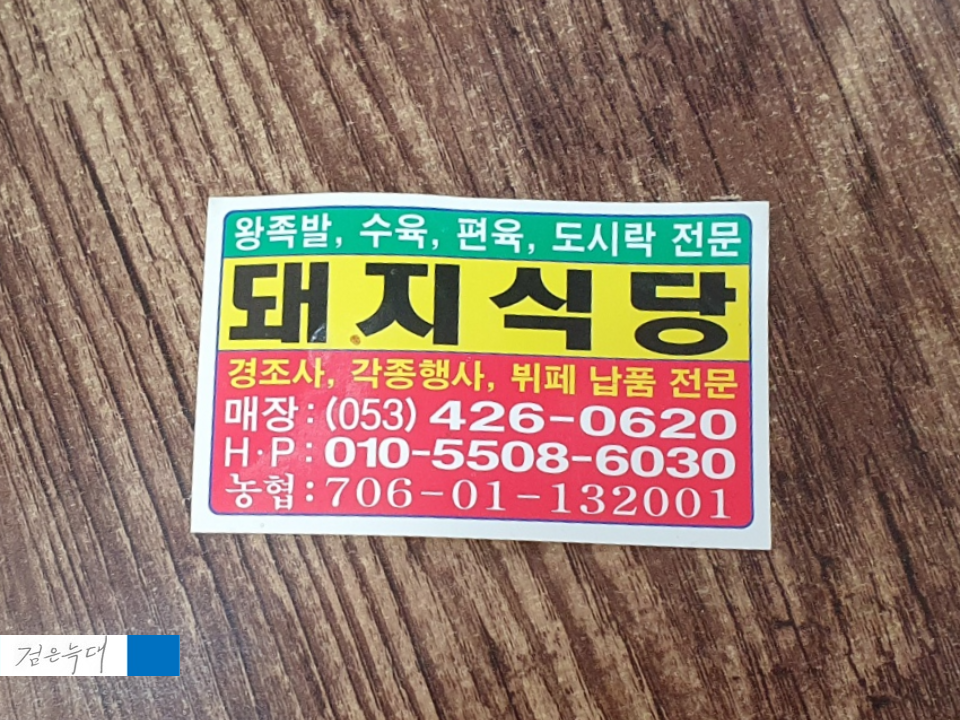 왕족발, 수육, 편육, 도시락 전문
돼지식당
경조사, 각종행사, 뷔페 납품 전문
매장 : (053) 426-0620
H·P : 010-5508-6030
농협 : 706-01-132001
검은늑대